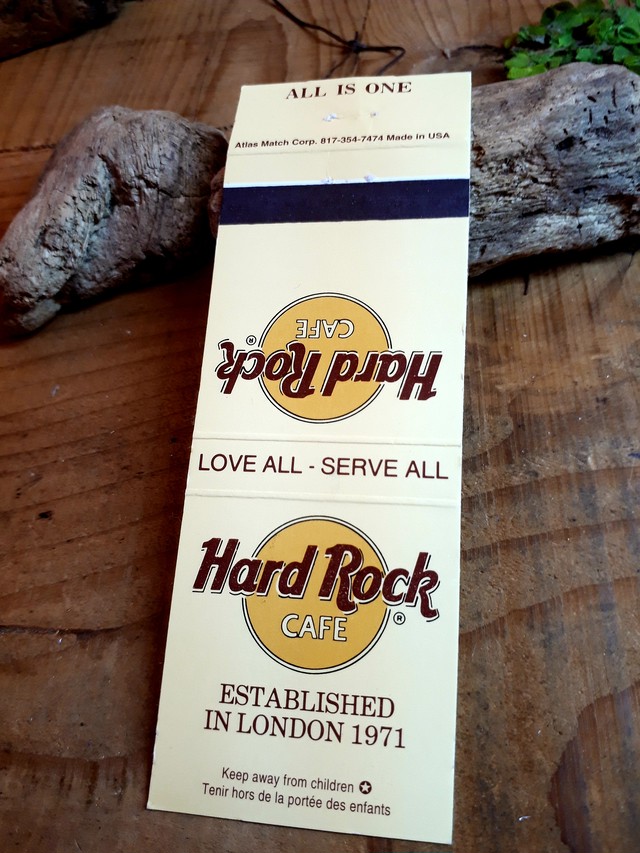 ALL IS ONE
Atlas Match Corp. 817-354-7474 Made in USA
CAFE
Hard Rock ®
LOVE ALL - SERVE ALL
Hard Rock
CAFE ®
ESTABLISHED
IN LONDON 1971
Keep away from children
Tenir hors de la portée des enfants